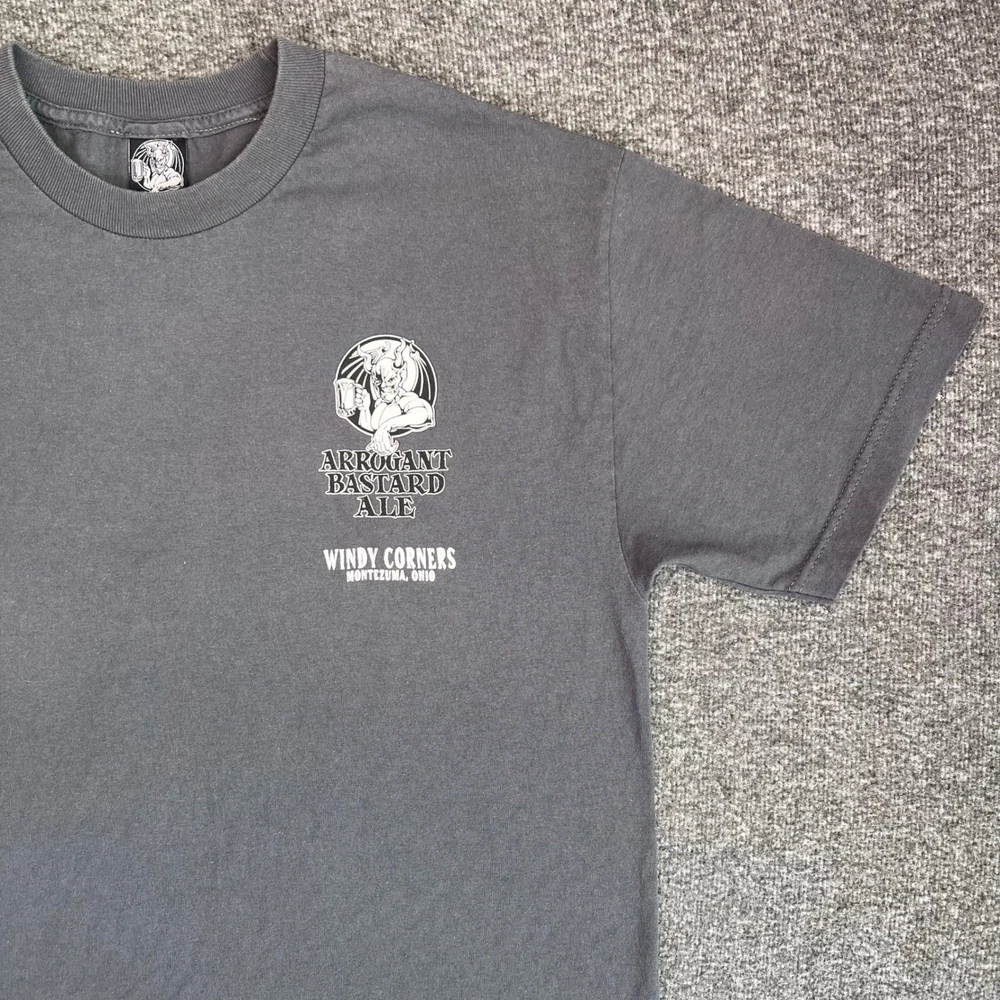 ARROGANT
BASTARD
ALE
WINDY CORNERS
MONTEZUMA, OHIO